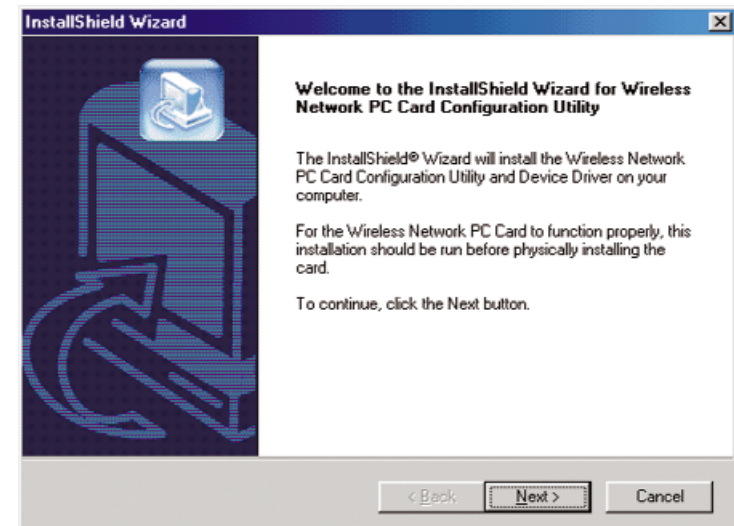 InstallShield Wizard
Welcome to the InstallShield Wizard for Wireless
Network PC Card Configuration Utility
The InstallShield® Wizard will install the Wireless Network
PC Card Configuration Utility and Device Driver on your
computer.
For the Wireless Network PC Card to function properly, this
installation should be run before physically installing the
card.
To continue, click the Next button.
< Back Next > Cancel